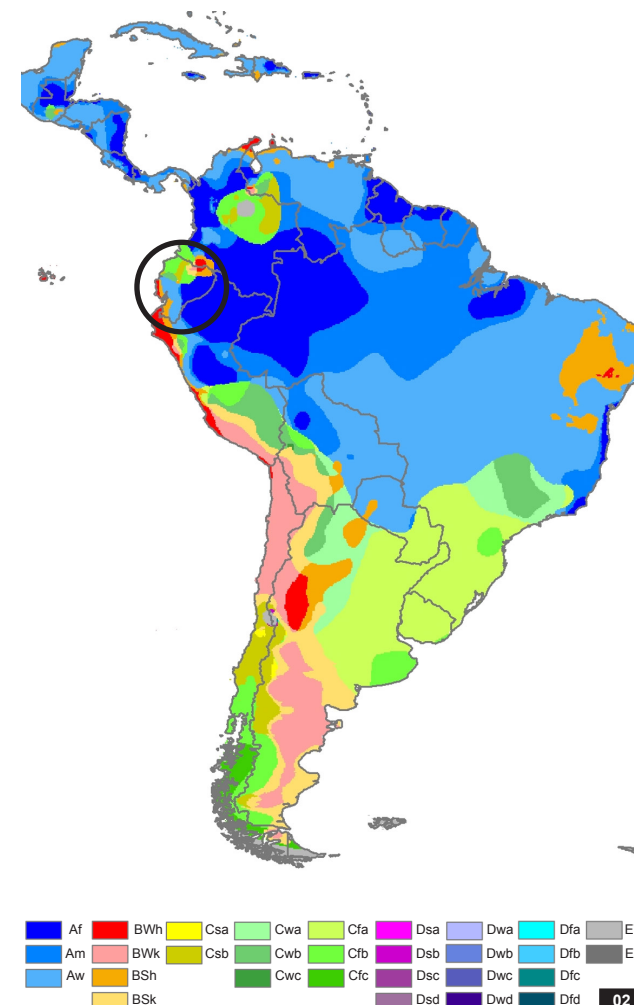 Af BWh Csa Cwa Cfa Dsa Dwa Dfa E
Am BWk Csb Cwb Cfb Dsb Dwb Dfb E
Aw BSh Cwc Cfc Dsc Dwc Dfc
BSk Dsd Dwd Dfd 02